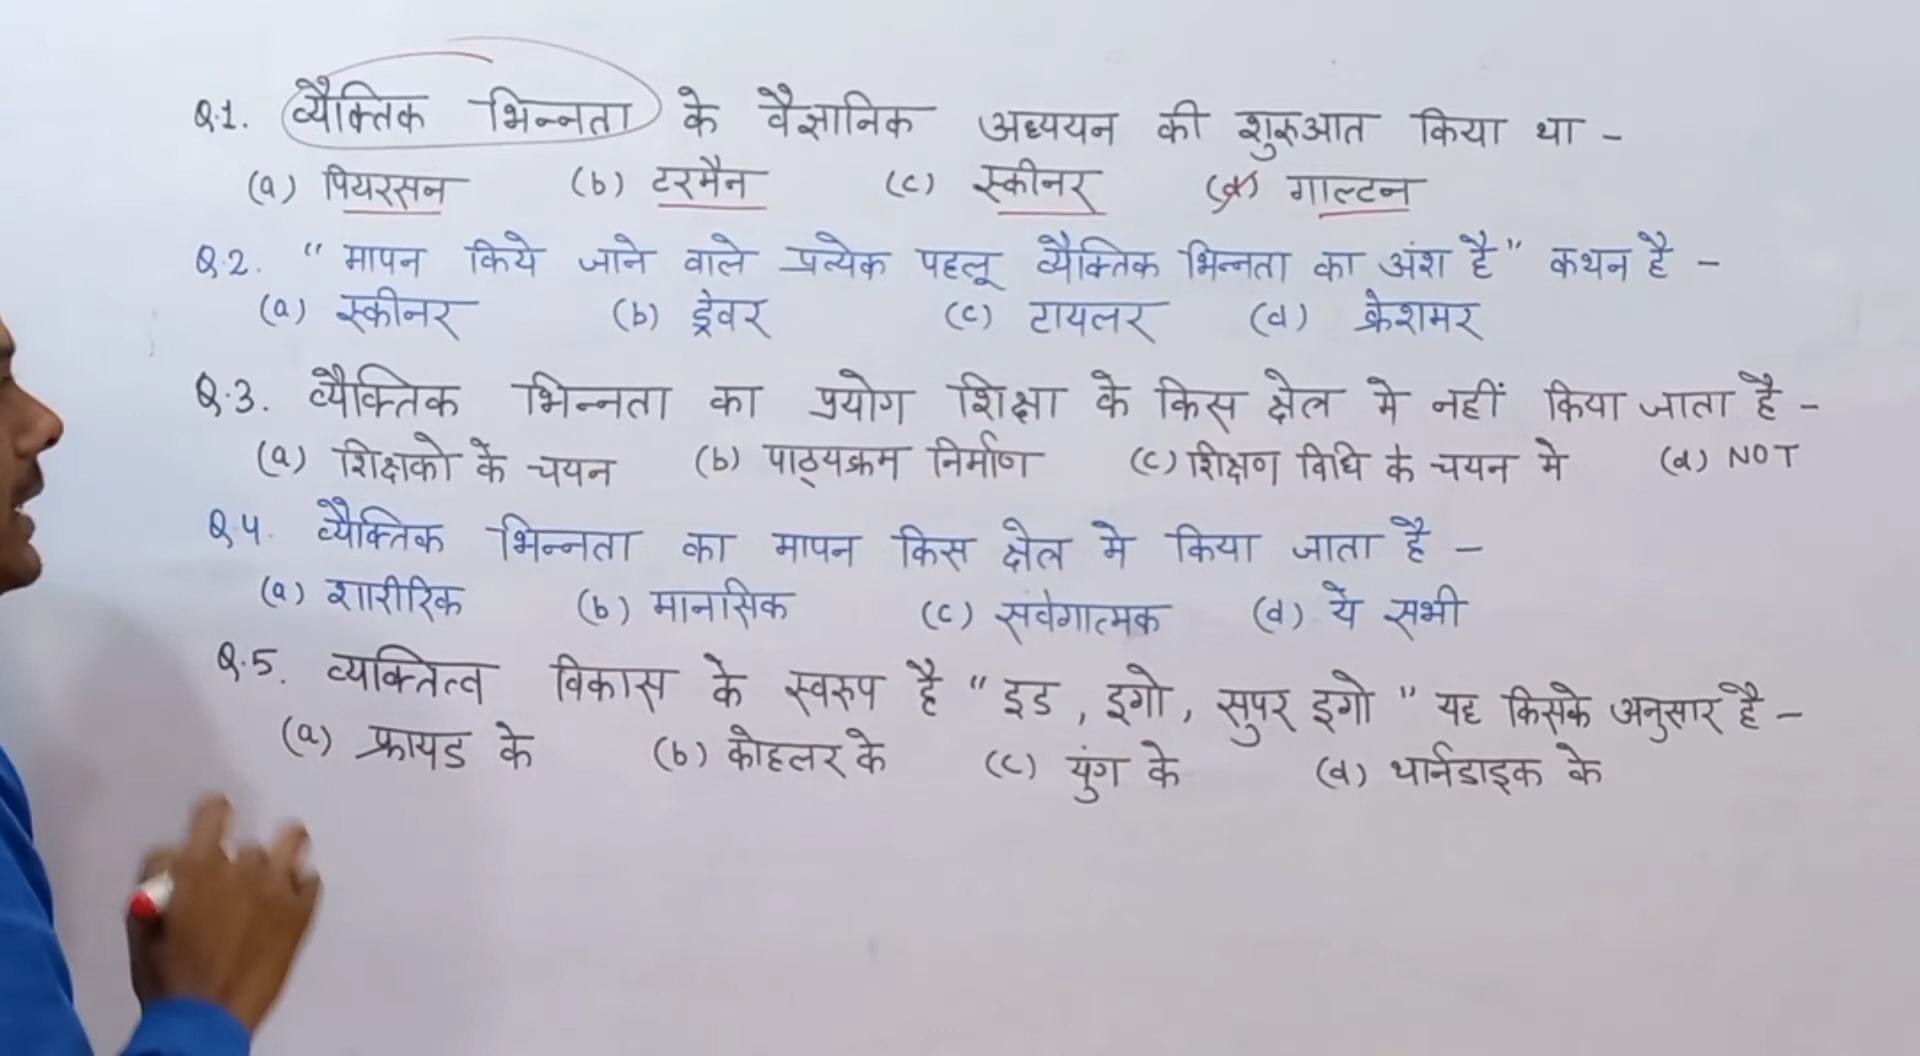 Q.1. व्यैक्तिक भिन्नता के वैज्ञानिक अध्ययन की शुरुआत किया था -
(a) पियरसन (b) टरमैन (c) स्कीनर (d) गाल्टन
Q.2. " मापन किये जाने वाले प्रत्येक पहलू व्यैक्तिक भिन्नता का अंश है " कथन है -
(a) स्कीनर (b) ड्रेवर (c) टायलर (d) क्रेशमर
Q.3. व्यैक्तिक भिन्नता का प्रयोग शिक्षा के किस क्षेत्र मे नहीं किया जाता है -
(a) शिक्षको के चयन (b) पाठ्यक्रम निर्माण (c) शिक्षण विधि के चयन मे (d) NOT
Q.4. व्यैक्तिक भिन्नता का मापन किस क्षेत्र मे किया जाता है -
(a) शारीरिक (b) मानसिक (c) संवेगात्मक (d) ये सभी
Q.5. व्यक्तित्व विकास के स्वरुप है " इड , इगो , सुपर इगो " यह किसके अनुसार है -
(a) फ्रायड के (b) कोहलर के (c) युंग के (d) थार्नडाइक के